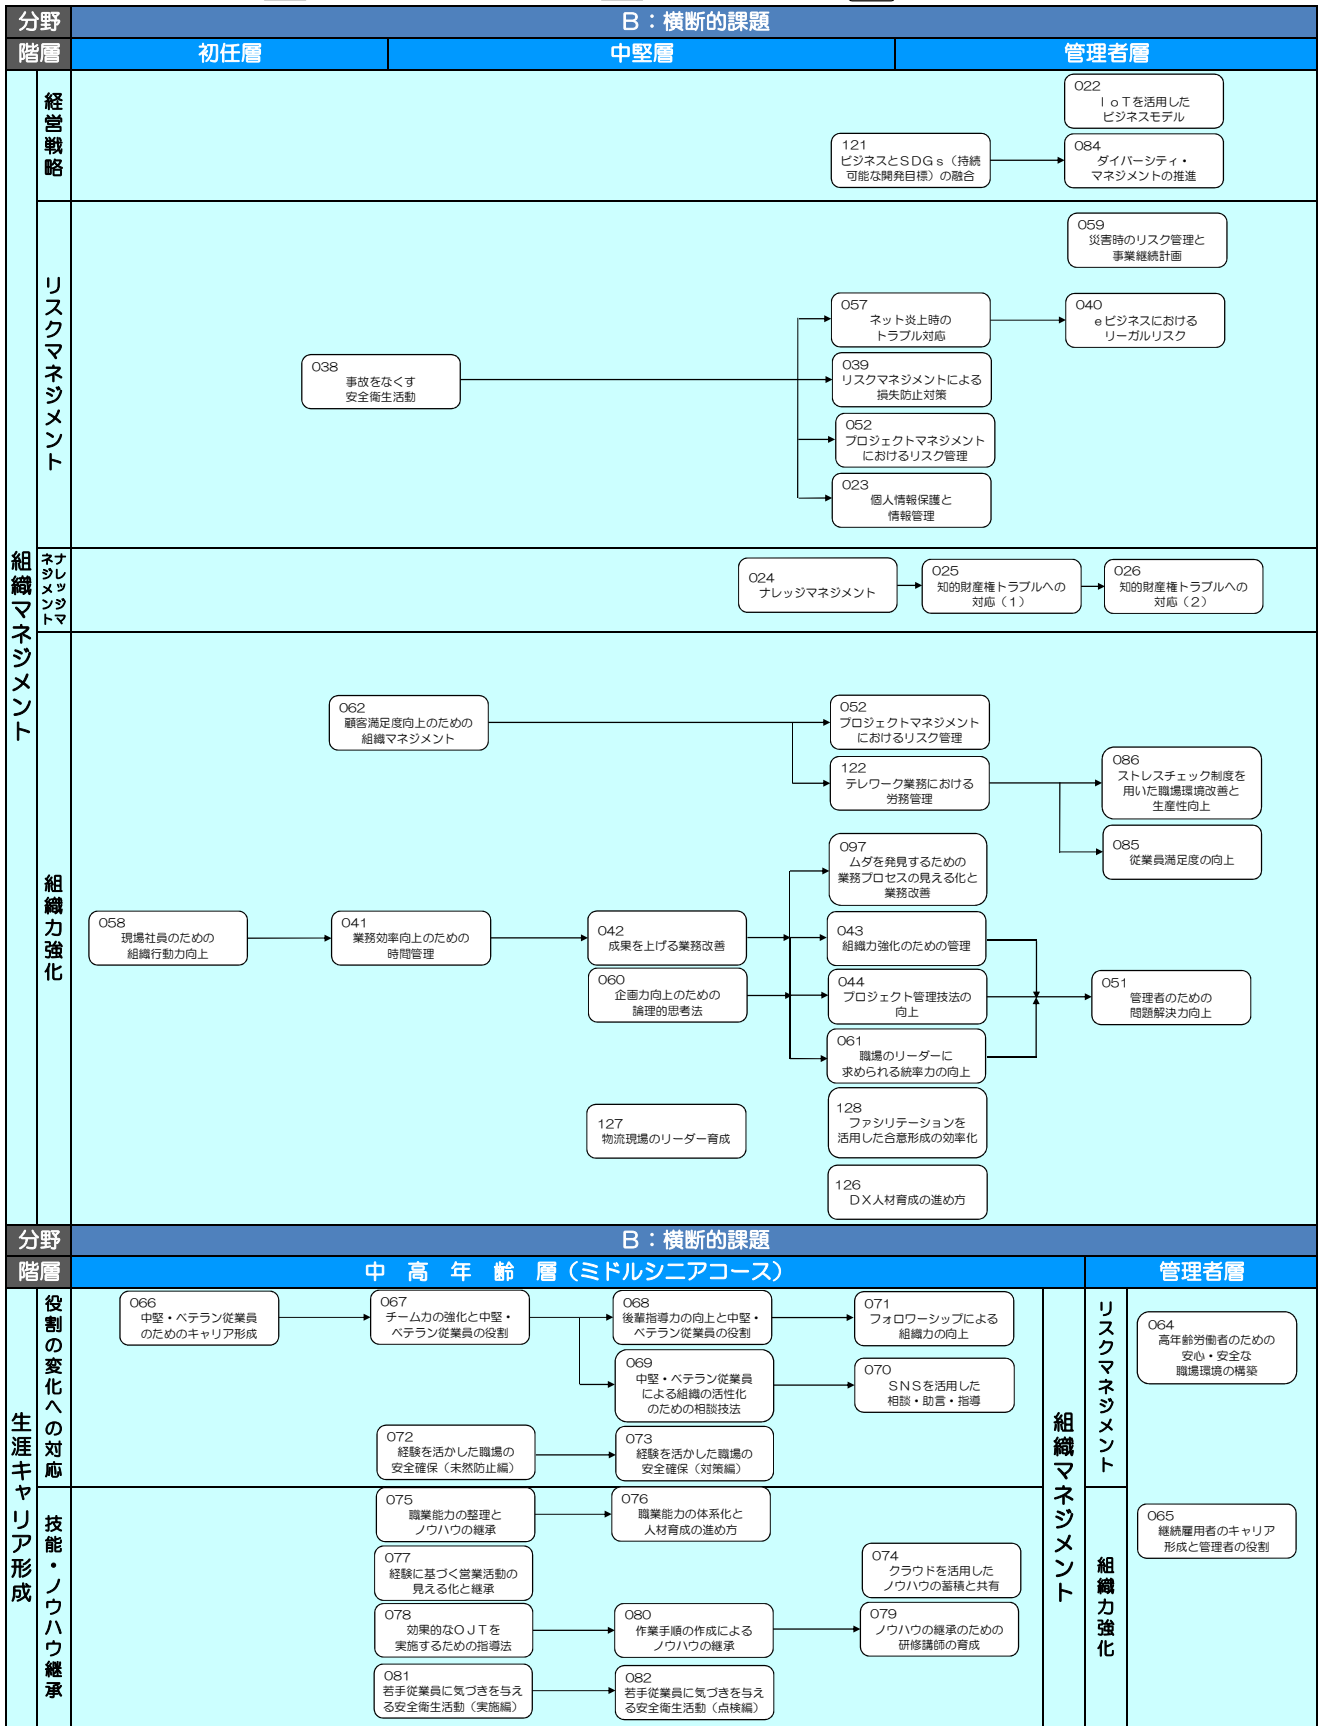 分野
B：横断的課題
階層
初任層
中堅層
管理者層
組織マネジメント
経営戦略
022
ＩｏＴを活用した
ビジネスモデル
121
ビジネスとＳＤＧｓ（持続
可能な開発目標）の融合
084
ダイバーシティ・
マネジメントの推進
リスクマネジメント
059
災害時のリスク管理と
事業継続計画
057
ネット炎上時の
トラブル対応
040
ｅビジネスにおける
リーガルリスク
038
事故をなくす
安全衛生活動
039
リスクマネジメントによる
損失防止対策
052
プロジェクトマネジメント
におけるリスク管理
023
個人情報保護と
情報管理
ナレッジマ
ネジメント
024
ナレッジマネジメント
025
知的財産権トラブルへの
対応（１）
026
知的財産権トラブルへの
対応（２）
組織力強化
062
顧客満足度向上のための
組織マネジメント
052
プロジェクトマネジメント
におけるリスク管理
122
テレワーク業務における
労務管理
086
ストレスチェック制度を
用いた職場環境改善と
生産性向上
085
従業員満足度の向上
097
ムダを発見するための
業務プロセスの見える化と
業務改善
058
現場社員のための
組織行動力向上
041
業務効率向上のための
時間管理
042
成果を上げる業務改善
043
組織力強化のための管理
060
企画力向上のための
論理的思考法
044
プロジェクト管理技法の
向上
051
管理者のための
問題解決力向上
061
職場のリーダーに
求められる統率力の向上
127
物流現場のリーダー育成
128
ファシリテーションを
活用した合意形成の効率化
126
ＤＸ人材育成の進め方
分野
B：横断的課題
階層
中高年齢層（ミドルシニアコース）
管理者層
生涯キャリア形成
役割の変化への対応
066
中堅・ベテラン従業員
のためのキャリア形成
067
チーム力の強化と中堅・
ベテラン従業員の役割
068
後輩指導力の向上と中堅・
ベテラン従業員の役割
071
フォロワーシップによる
組織力の向上
069
中堅・ベテラン従業員
による組織の活性化
のための相談技法
070
ＳＮＳを活用した
相談・助言・指導
072
経験を活かした職場の
安全確保（未然防止編）
073
経験を活かした職場の
安全確保（対策編）
技能・ノウハウ継承
075
職業能力の整理と
ノウハウの継承
076
職業能力の体系化と
人材育成の進め方
077
経験に基づく営業活動の
見える化と継承
074
クラウドを活用した
ノウハウの蓄積と共有
078
効果的なＯＪＴを
実施するための指導法
080
作業手順の作成による
ノウハウの継承
079
ノウハウの継承のための
研修講師の育成
081
若手従業員に気づきを与え
る安全衛生活動（実施編）
082
若手従業員に気づきを与え
る安全衛生活動（点検編）
組織マネジメント
リスクマネジメント
064
高年齢労働者のための
安心・安全な
職場環境の構築
組織力強化
065
継続雇用者のキャリア
形成と管理者の役割